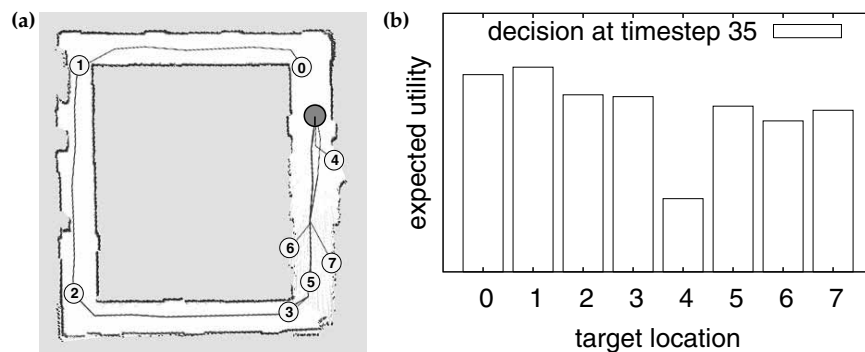 (a)
1
0
4
6
7
5
2
3
(b)
decision at timestep 35
expected utility
0 1 2 3 4 5 6 7
target location